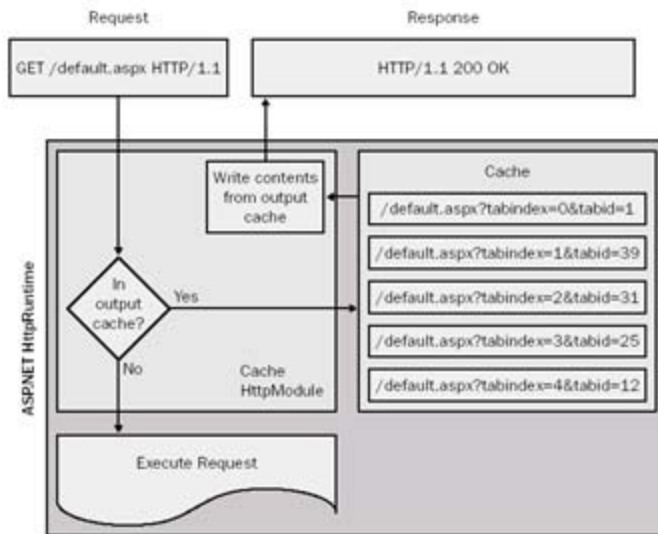 Request
Response
GET /default.aspx HTTP/1.1
HTTP/1.1 200 OK
Write contents
from output
cache
Cache
/default.aspx?tabindex=0&tabid=1
/default.aspx?tabindex=1&tabid=39
/default.aspx?tabindex=2&tabid=31
/default.aspx?tabindex=3&tabid=25
/default.aspx?tabindex=4&tabid=12
In
output
cache?
Yes
No
Cache
HttpModule
ASP.NET HttpRuntime
Execute Request